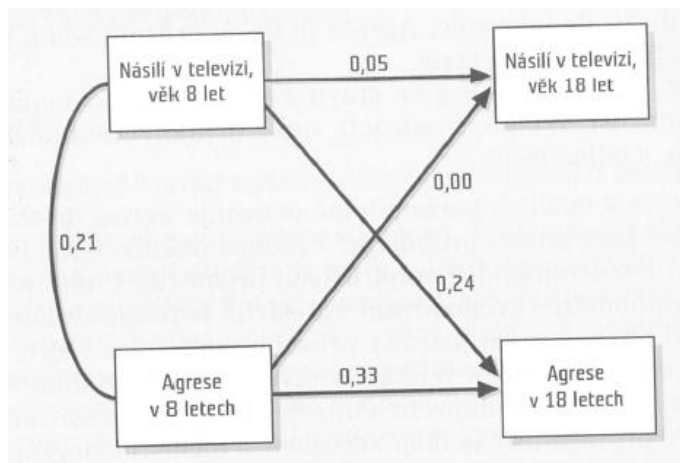 Násilí v televizi,
věk 8 let
0,05
Násilí v televizi,
věk 18 let
0,00
0,21
0,24
Agrese
v 8 letech
0,33
Agrese
v 18 letech